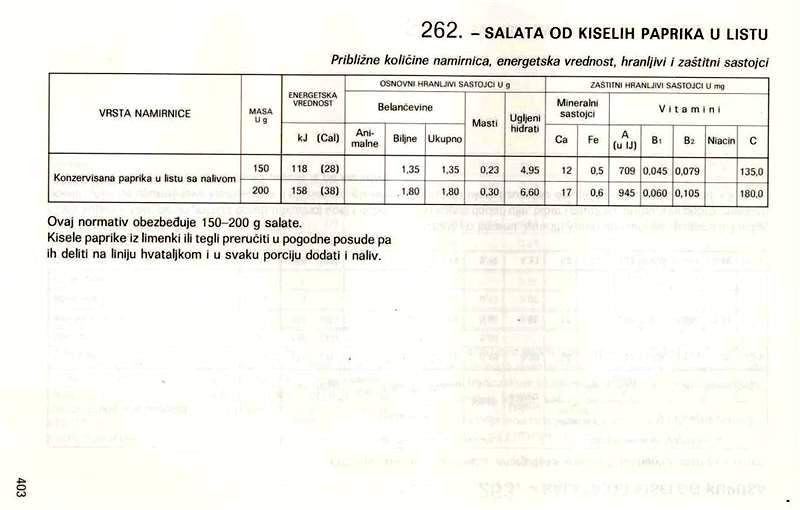 262. – SALATA OD KISELIH PAPRIKA U LISTU
Približne količine namirnica, energetska vrednost, hranljivi i zaštitni sastojci
VRSTA NAMIRNICE
MASA
U g
ENERGETSKA
VREDNOST
kJ (Cal)
OSNOVNI HRANLJIVI SASTOJCI U g
Belančevine
Ani-
malne
Biljne
Ukupno
Masti
Ugljeni
hidrati
ZAŠTITNI HRANLJIVI SASTOJCI U mg
Mineralni
sastojci
Ca
Fe
Vitamini
A
(u IJ)
B1
B2
Niacin
C
Konzervisana paprika u listu sa nalivom
150 118 (28) 1,35 1,35 0,23 4,95 12 0,5 709 0,045 0,079 135,0
200 158 (38) 1,80 1,80 0,30 6,60 17 0,6 945 0,060 0,105 180,0
Ovaj normativ obezbeđuje 150–200 g salate.
Kisele paprike iz limenki ili tegli preručiti u pogodne posude pa
ih deliti na liniju hvataljkom i u svaku porciju dodati i naliv.
403